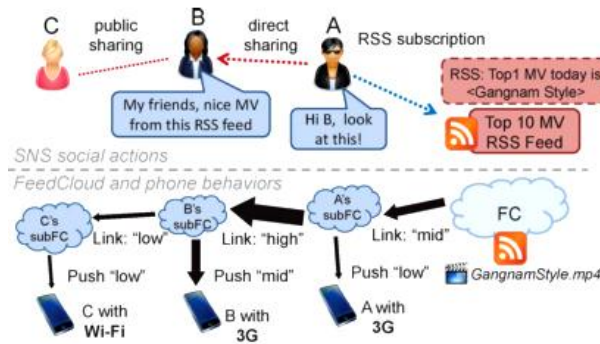 C
public
sharing
B
direct
sharing
A
RSS subscription
RSS: Top1 MV today is
<Gangnam Style>
My friends, nice MV
from this RSS feed
Hi B, look
at this!
Top 10 MV
RSS Feed
SNS social actions
FeedCloud and phone behaviors
C's
subFC
Link: "low"
B's
subFC
Link: "high"
A's
subFC
Link: "mid"
FC
Push "low"
Push "mid"
Push "low"
GangnamStyle.mp4
C with
Wi-Fi
B with
3G
A with
3G